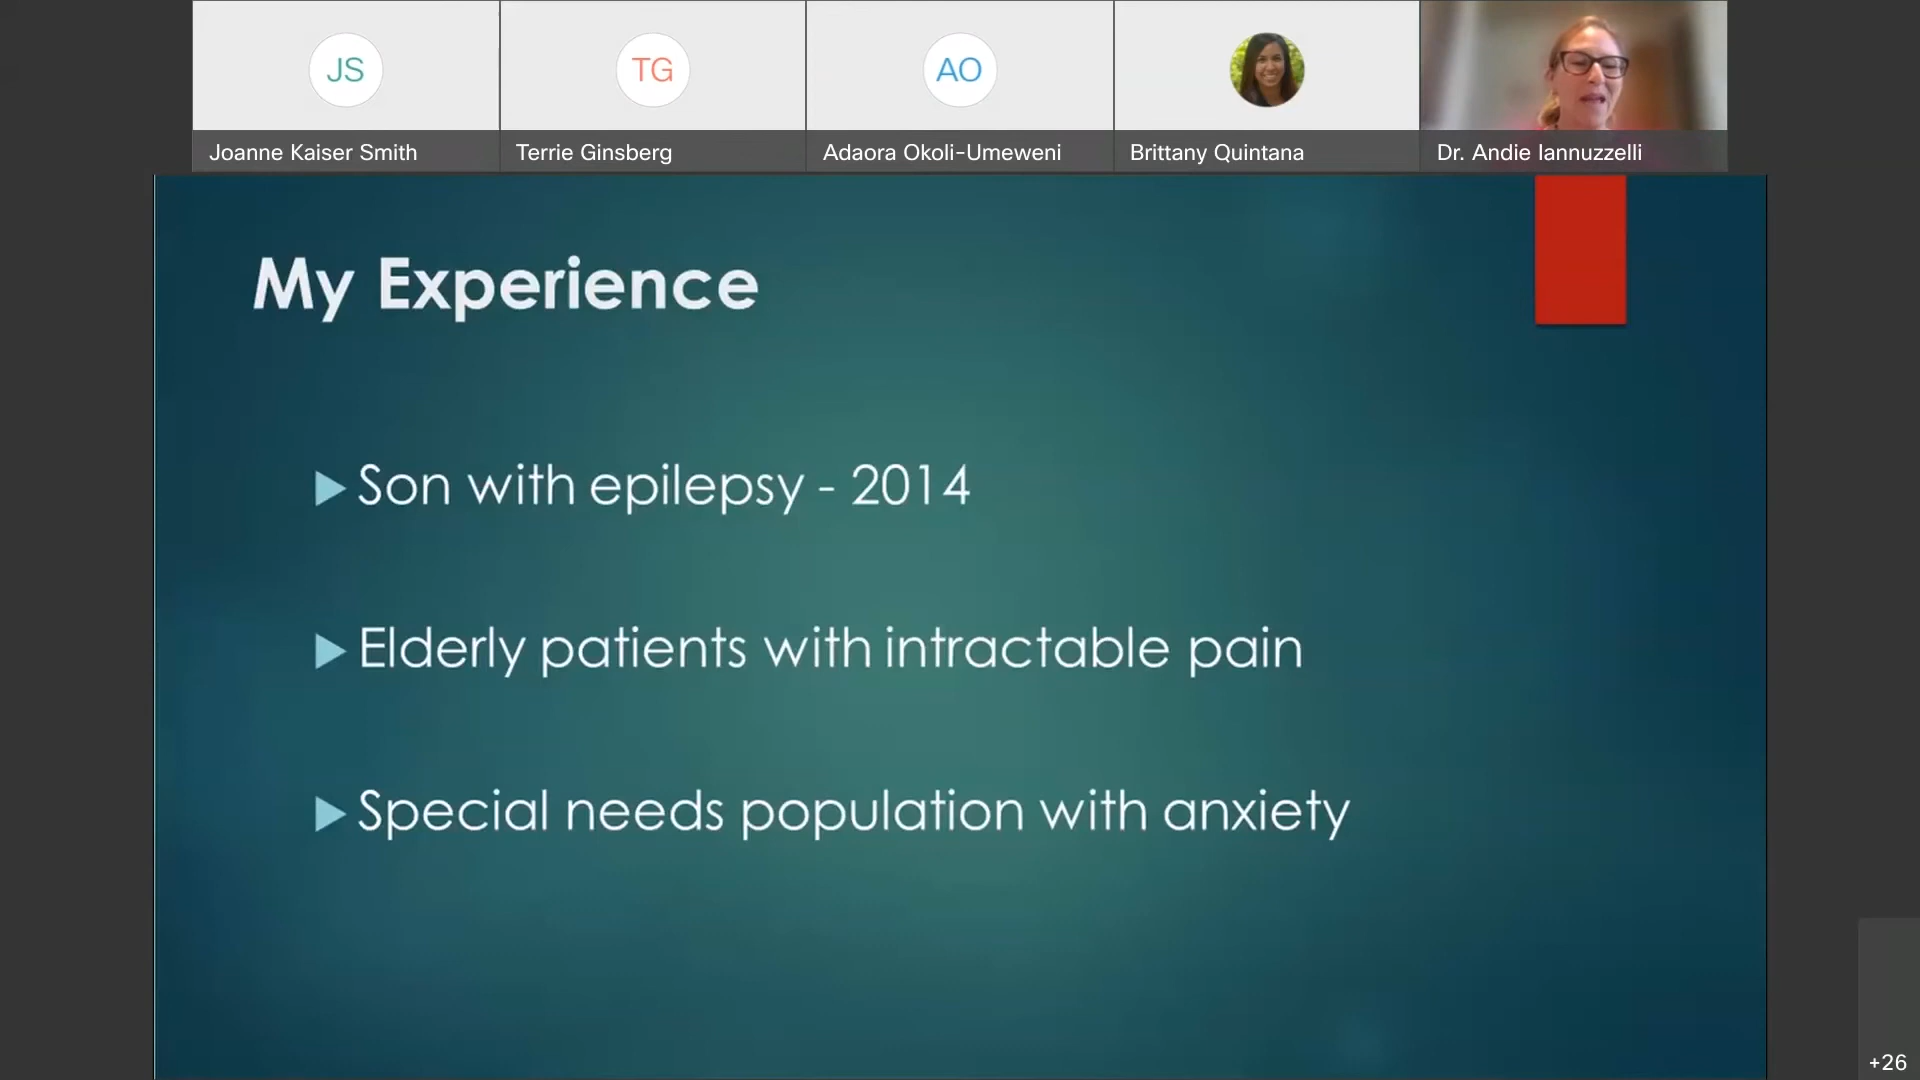 JS
TG
AO
Joanne Kaiser Smith
Terrie Ginsberg
Adaora Okoli-Umeweni
Brittany Quintana
Dr. Andie Iannuzzelli
My Experience
Son with epilepsy - 2014
Elderly patients with intractable pain
Special needs population with anxiety
+26